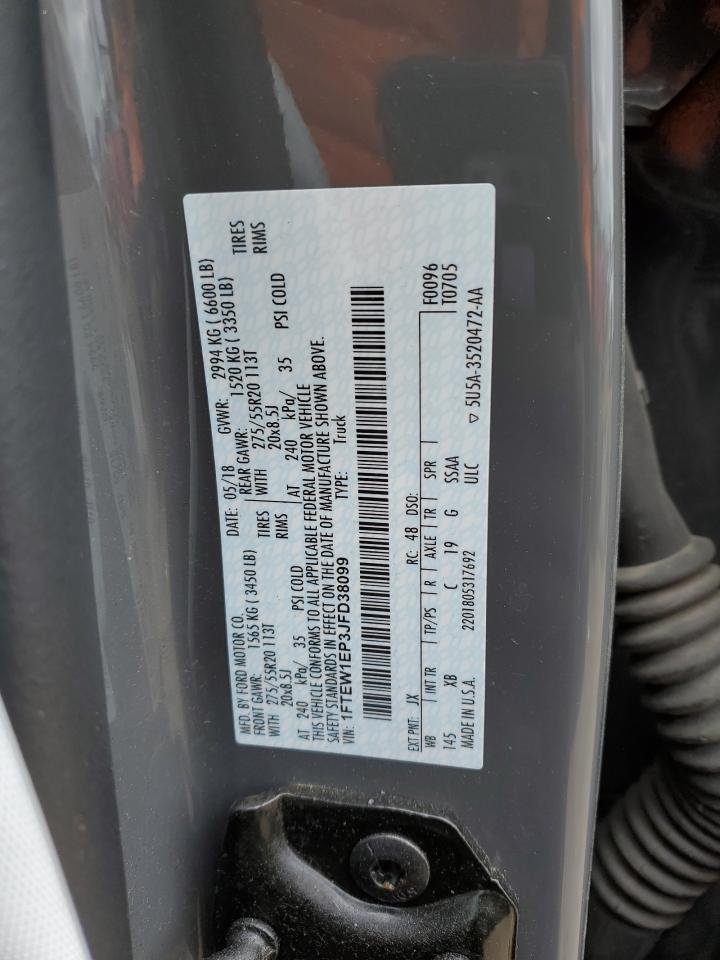 MFD. BY FORD MOTOR CO. DATE: 05/18 GVWR: 2994 KG ( 6600 LB)
FRONT GAWR: 1565 KG ( 3450 LB) REAR GAWR: 1520 KG ( 3350 LB)
WITH 275/55R20 113T TIRES WITH 275/55R20 113T TIRES
20x8.5J RIMS 20x8.5J RIMS
AT 240 kPa/ 35 PSI COLD AT 240 kPa/ 35 PSI COLD
THIS VEHICLE CONFORMS TO ALL APPLICABLE FEDERAL MOTOR VEHICLE
SAFETY STANDARDS IN EFFECT ON THE DATE OF MANUFACTURE SHOWN ABOVE.
VIN: 1FTEW1EP3JFD38099 TYPE: Truck
EXT PNT: JX RC: 48 DSO: F0096
WB INT TR TP/PS R AXLE TR SPR T0705
145 XB C 19 G SSAA
MADE IN U.S.A. 2201805317692 ULC ▽ 5U5A-3520472-AA